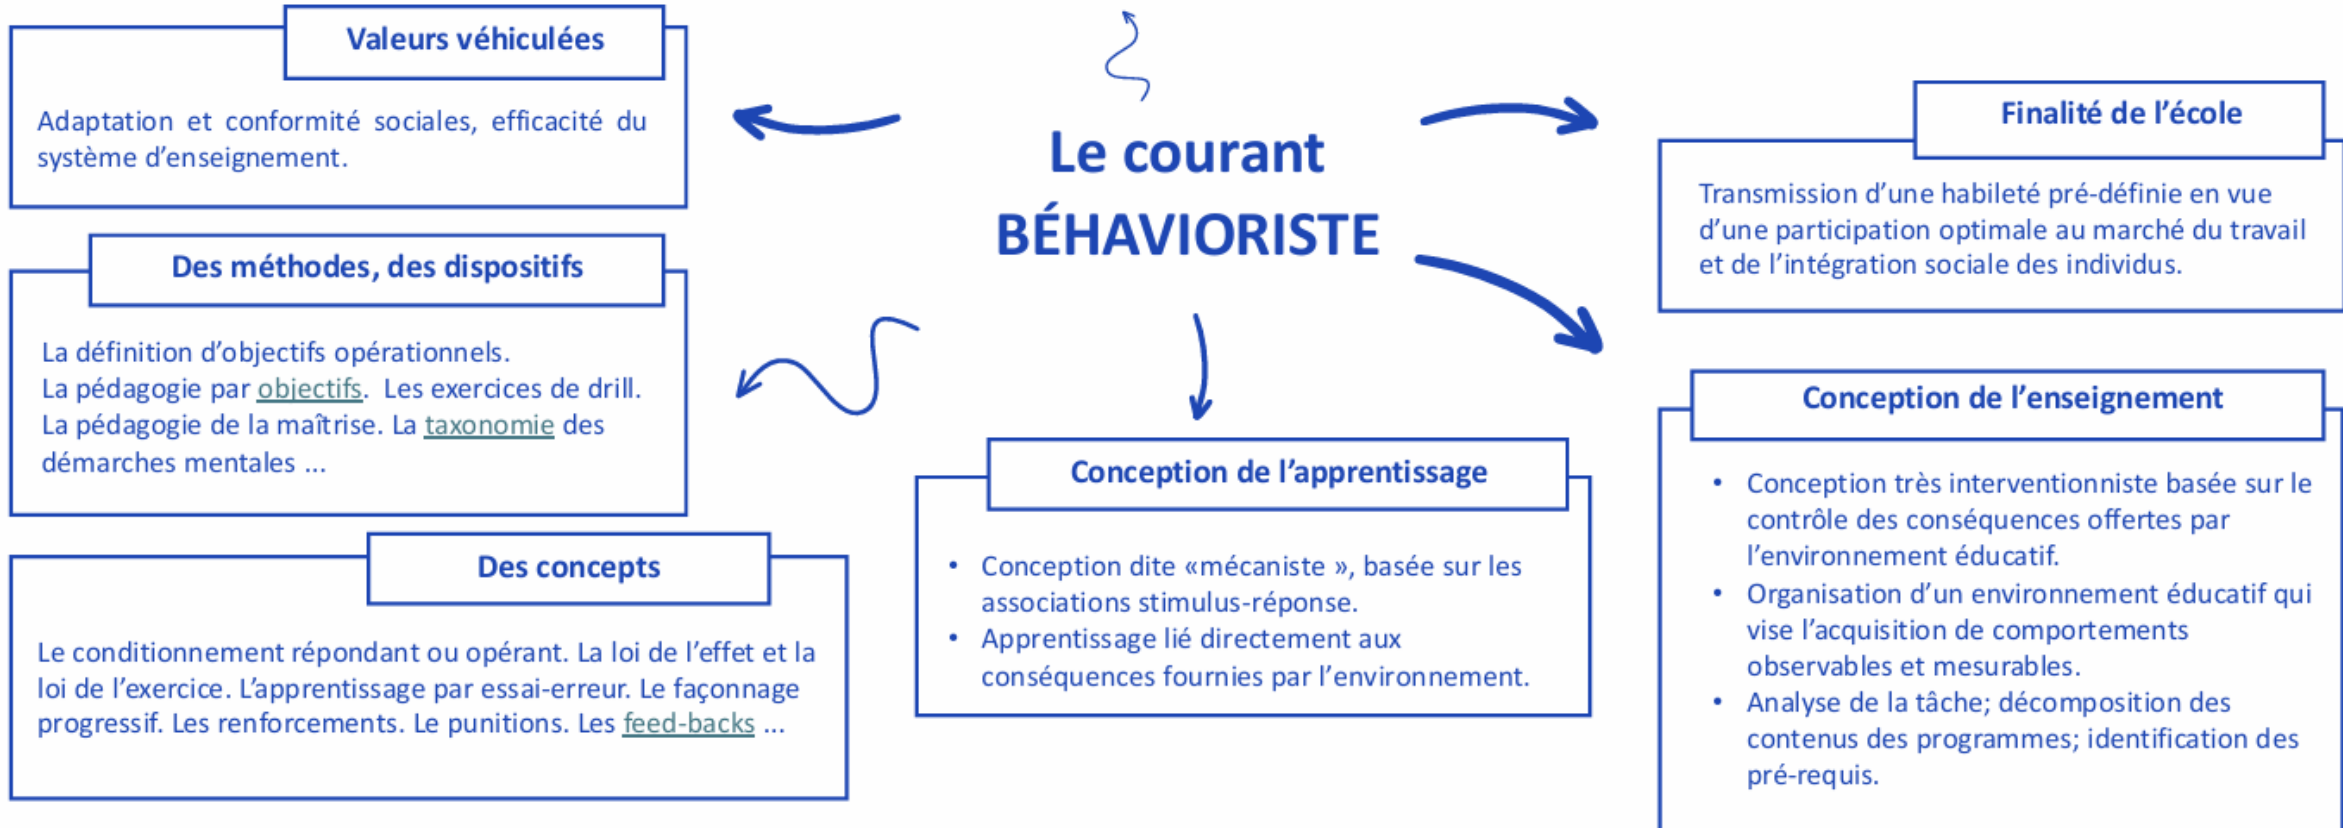 Valeurs véhiculées
Adaptation et conformité sociales, efficacité du
système d'enseignement.
Des méthodes, des dispositifs
La définition d'objectifs opérationnels.
La pédagogie par objectifs. Les exercices de drill.
La pédagogie de la maîtrise. La taxonomie des
démarches mentales ...
Des concepts
Le conditionnement répondant ou opérant. La loi de l'effet et la
loi de l'exercice. L'apprentissage par essai-erreur. Le façonnage
progressif. Les renforcements. Le punitions. Les feed-backs ...
Le courant
BÉHAVIORISTE
Conception de l'apprentissage
• Conception dite «mécaniste », basée sur les
associations stimulus-réponse.
• Apprentissage lié directement aux
conséquences fournies par l'environnement.
Finalité de l'école
Transmission d'une habileté pré-définie en vue
d'une participation optimale au marché du travail
et de l'intégration sociale des individus.
Conception de l'enseignement
• Conception très interventionniste basée sur le
contrôle des conséquences offertes par
l'environnement éducatif.
• Organisation d'un environnement éducatif qui
vise l'acquisition de comportements
observables et mesurables.
• Analyse de la tâche; décomposition des
contenus des programmes; identification des
pré-requis.